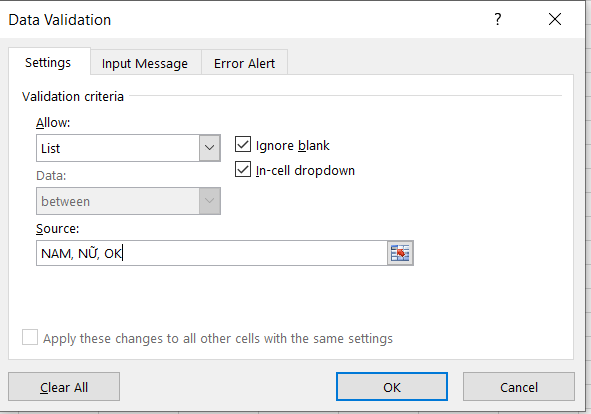 Data Validation
?
Settings
Input Message
Error Alert
Validation criteria
Allow:
List
Ignore blank
In-cell dropdown
Data:
between
Source:
NAM, NỮ, OK
Apply these changes to all other cells with the same settings
Clear All
OK
Cancel